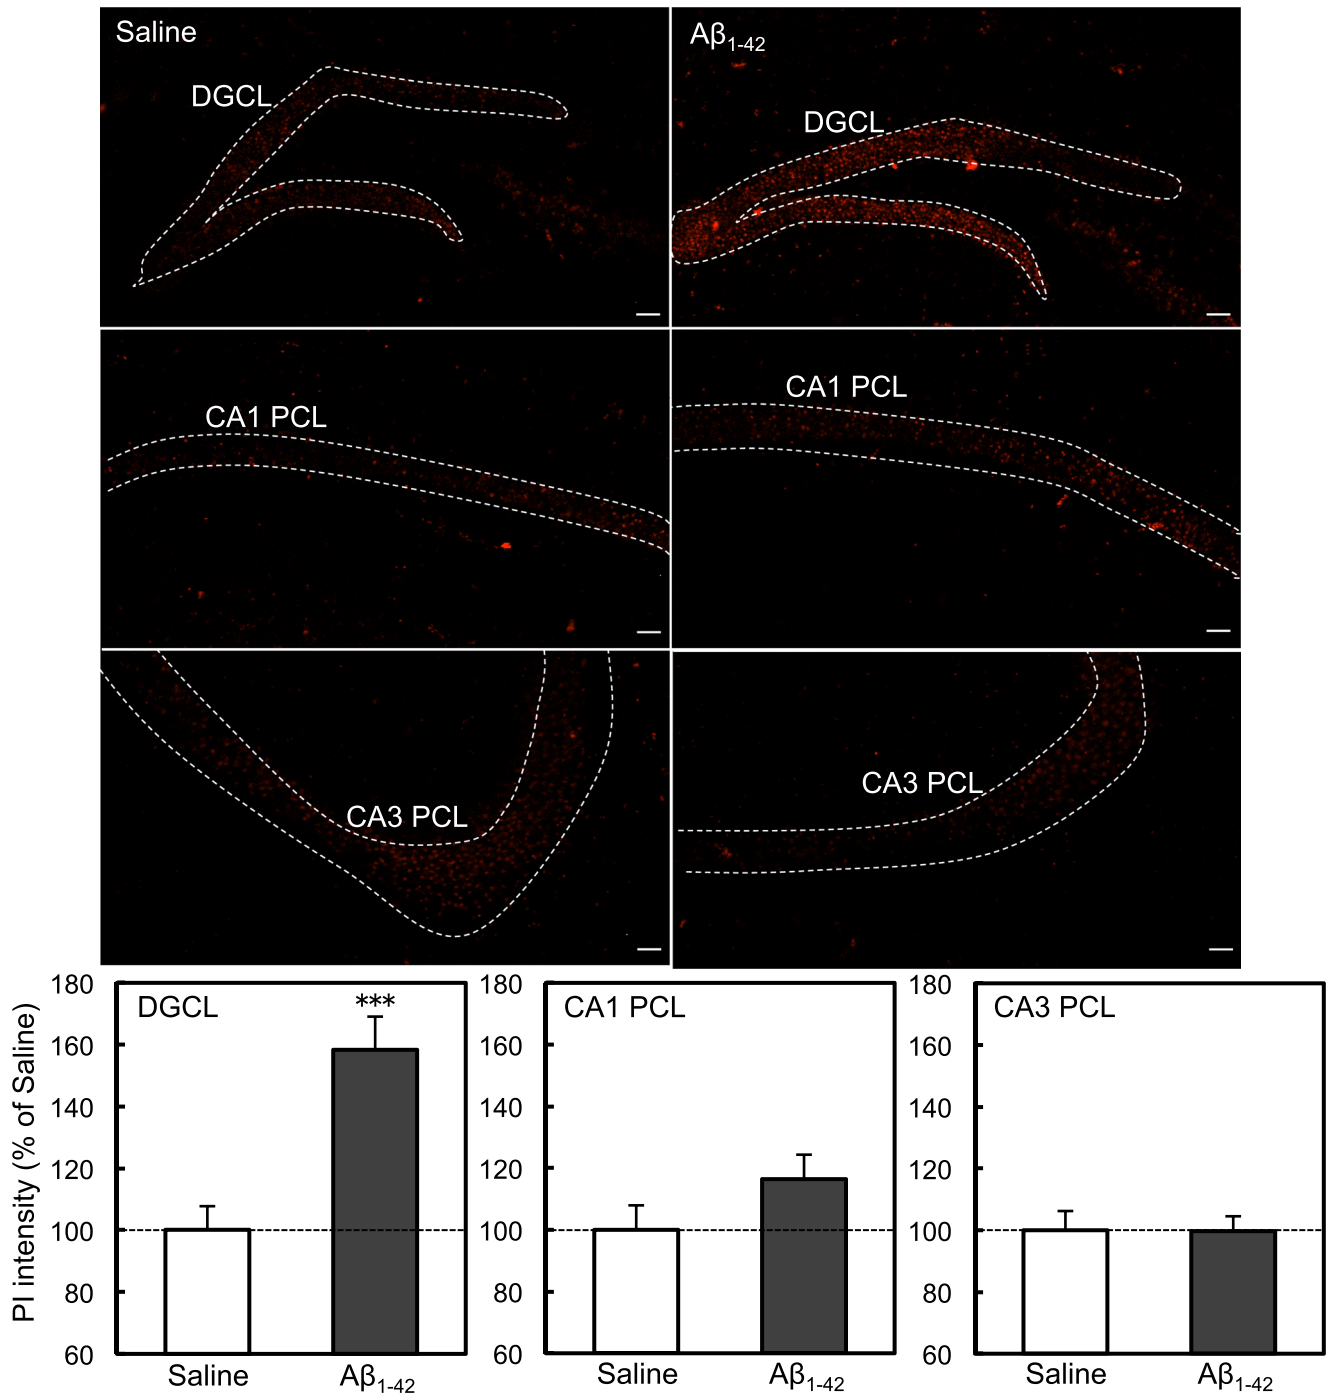 Saline
Aβ1-42
DGCL
DGCL
CA1 PCL
CA1 PCL
CA3 PCL
CA3 PCL
PI intensity (% of Saline)
180
160
140
120
100
80
60
DGCL
***
Saline
Aβ1-42
180
160
140
120
100
80
60
CA1 PCL
Saline
Aβ1-42
180
160
140
120
100
80
60
CA3 PCL
Saline
Aβ1-42